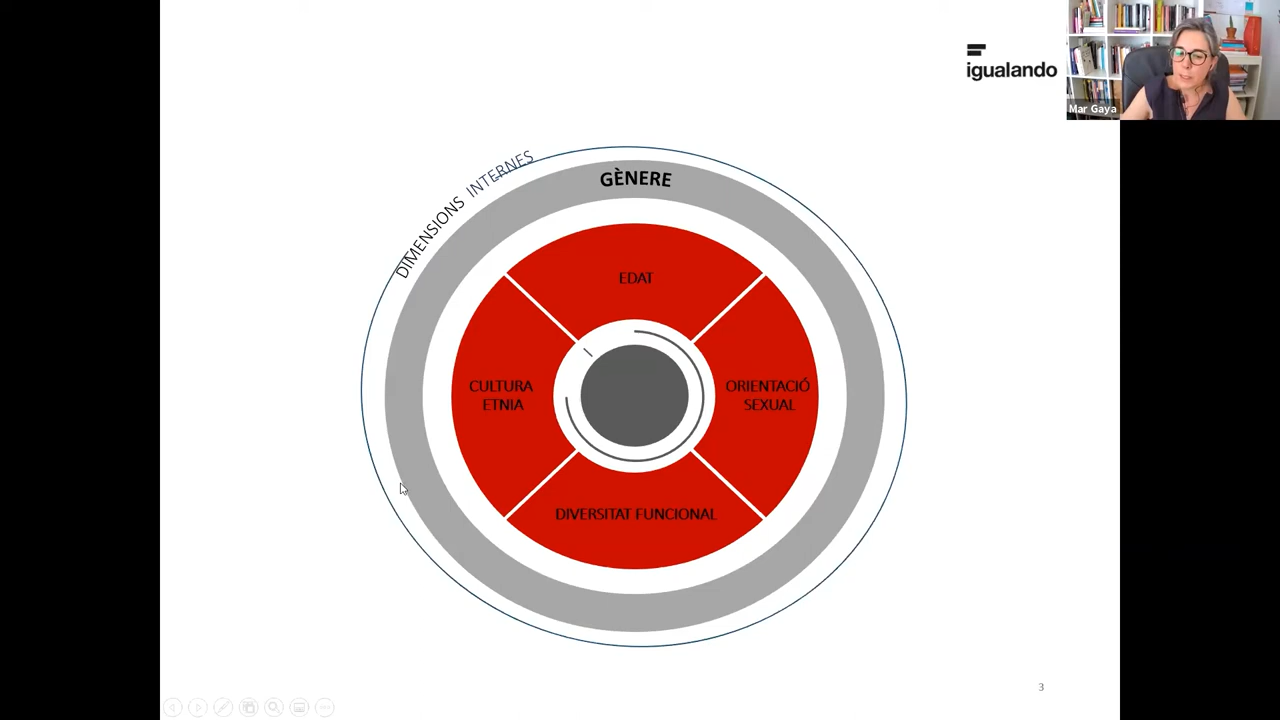 igualando
Mar Gaya
DIMENSIONS INTERNES
GÈNERE
EDAT
CULTURA
ETNIA
ORIENTACIÓ
SEXUAL
DIVERSITAT FUNCIONAL
3